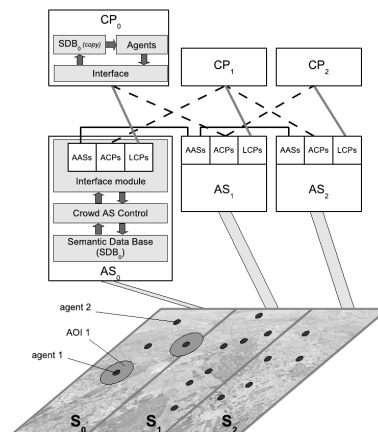 CP0
SDB0 (copy)
Agents
Interface
CP1
CP2
AASs
ACPs
LCPs
AASs
ACPs
LCPs
AASs
ACPs
LCPs
Interface module
Crowd AS Control
Semantic Data Base
(SDB0)
AS0
AS1
AS2
agent 2
AOI 1
agent 1
S0
S1
S2